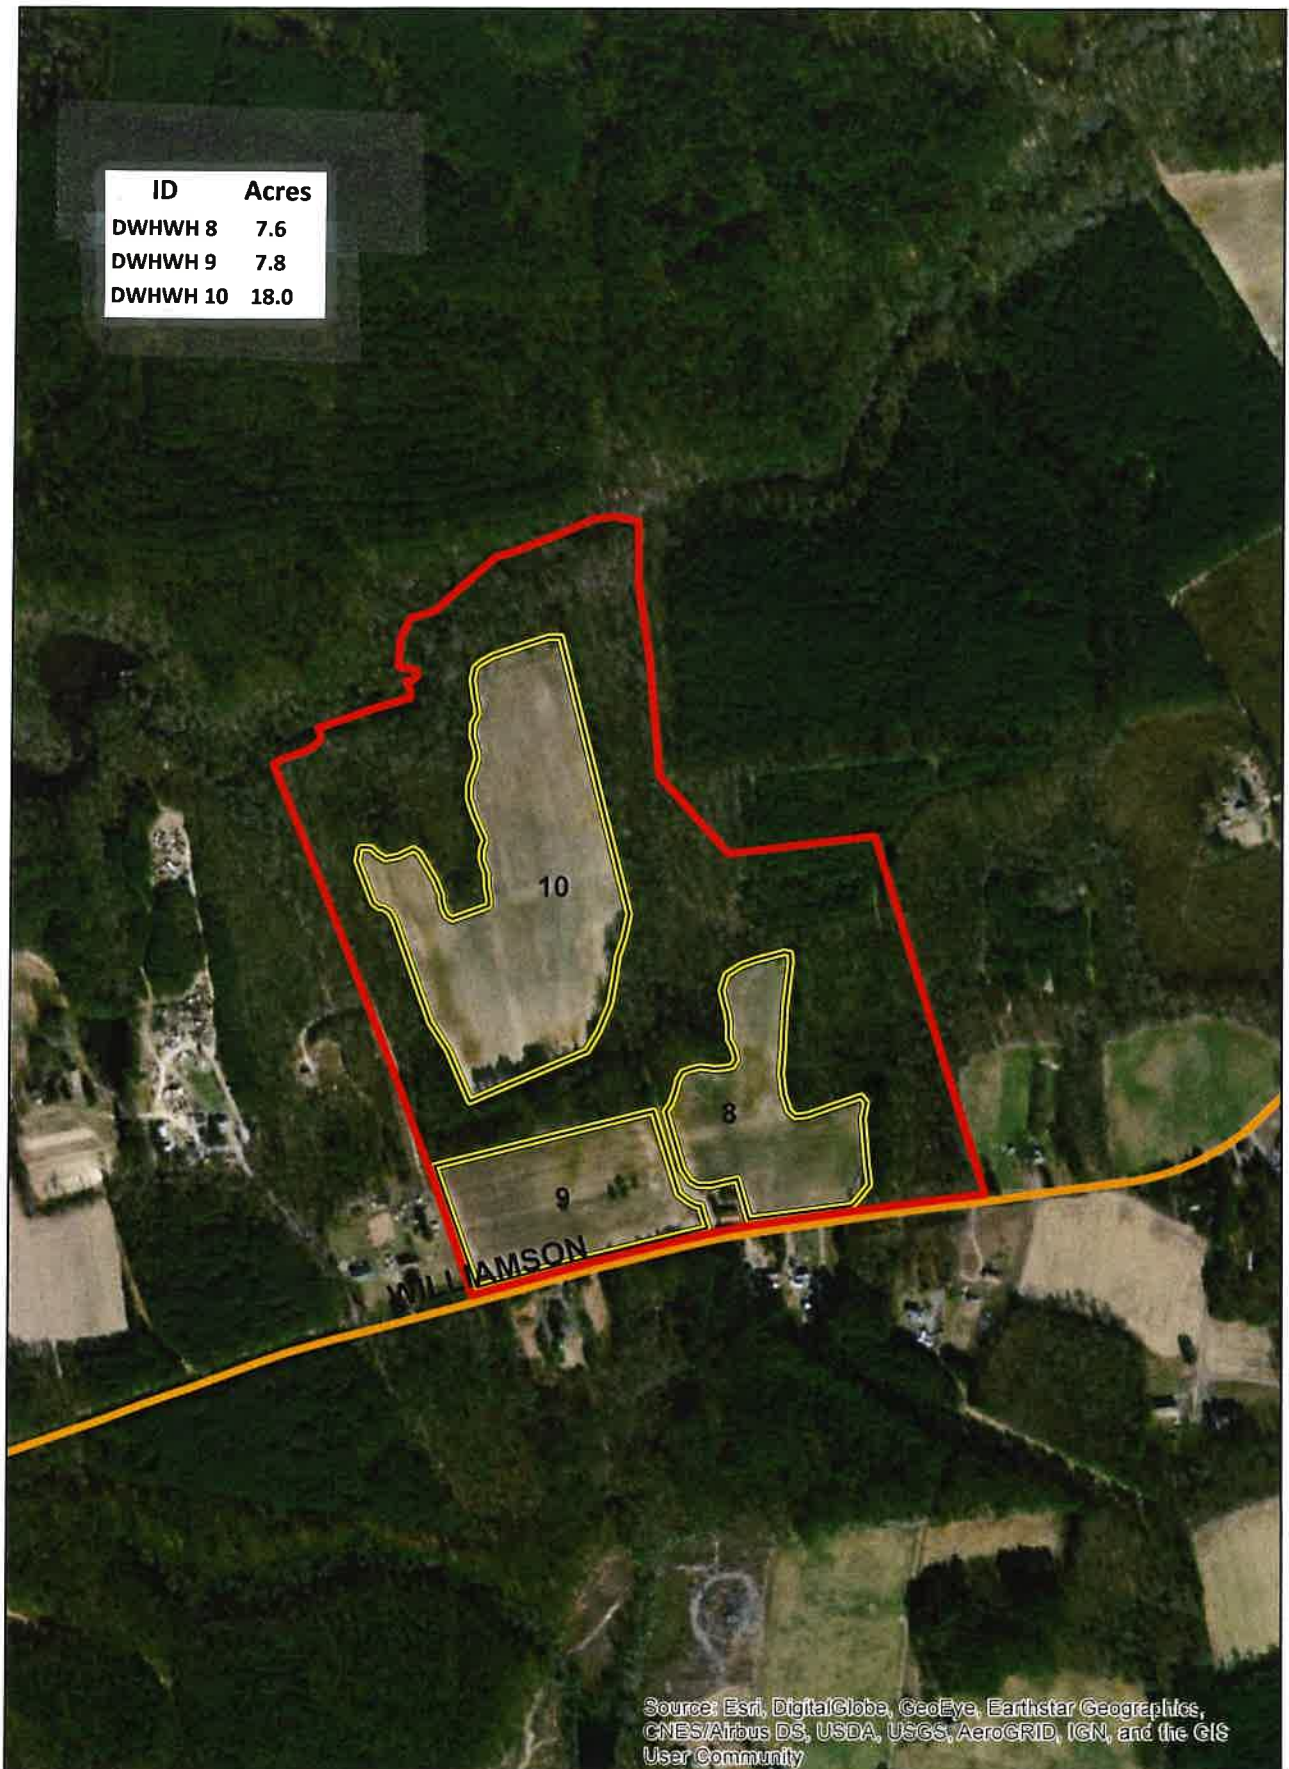 ID Acres
DWHWH 8 7.6
DWHWH 9 7.8
DWHWH 10 18.0
10
8
9
WILLIAMSON
Source: Esri, DigitalGlobe, GeoEye, Earthstar Geographics,
CNES/Airbus DS, USDA, USGS, AeroGRID, IGN, and the GIS
User Community